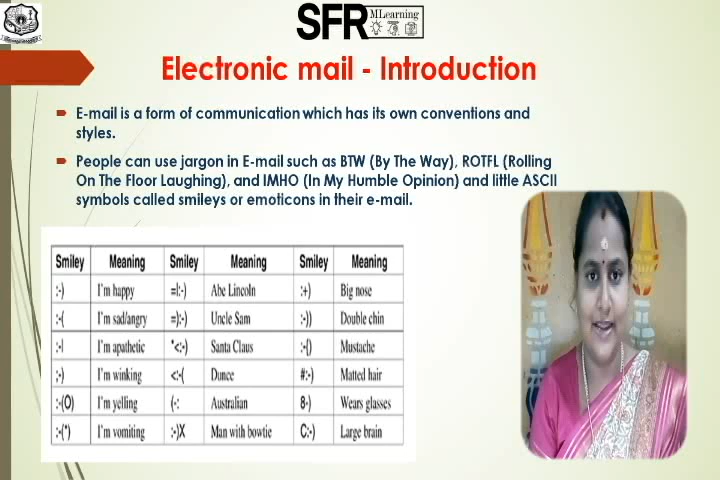 SFR MLearning
Electronic mail - Introduction
E-mail is a form of communication which has its own conventions and
styles.
People can use jargon in E-mail such as BTW (By The Way), ROTFL (Rolling
On The Floor Laughing), and IMHO (In My Humble Opinion) and little ASCII
symbols called smileys or emoticons in their e-mail.
Smiley Meaning Smiley Meaning Smiley Meaning
:-) I'm happy =|:-) Abe Lincoln :+) Big nose
:-( I'm sad/angry =):-) Uncle Sam :-)) Double chin
:-| I'm apathetic *<:-) Santa Claus :-{) Mustache
;-) I'm winking <:-( Dunce #:-) Matted hair
:-(O) I'm yelling (-: Australian 8-) Wears glasses
:-(*) I'm vomiting :-)X Man with bowtie C:-) Large brain